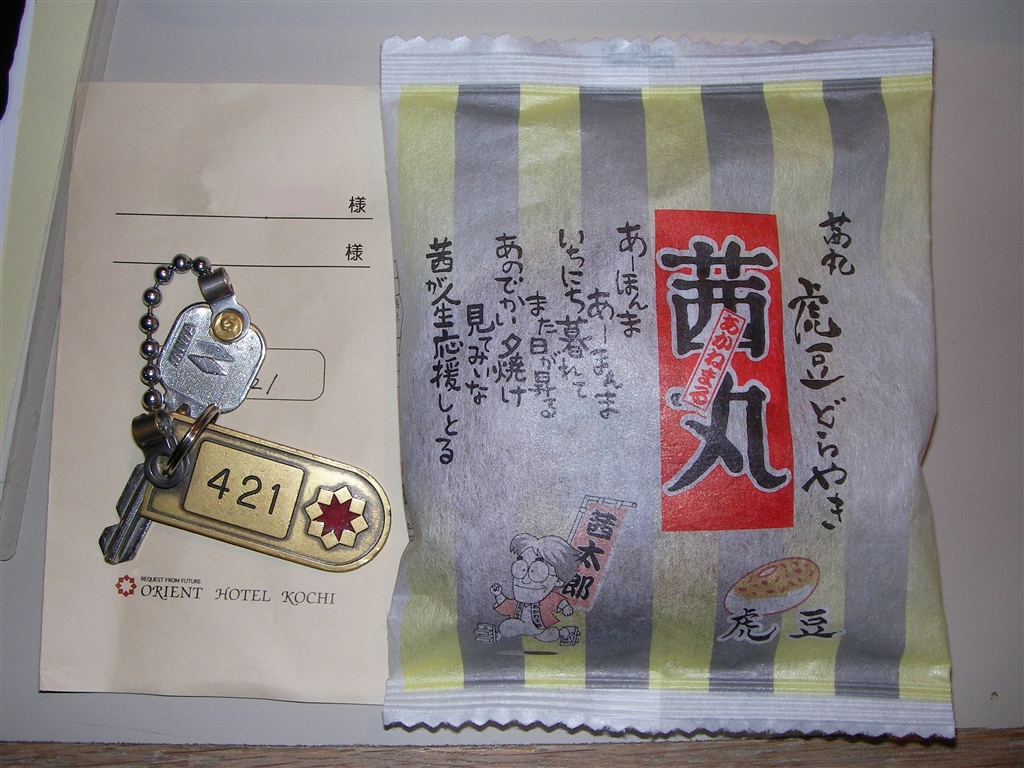 様
様
MIWA
421
REQUEST FROM FUTURE
ORIENT HOTEL KOCHI
茜丸
虎豆どらやき
茜丸
あかねまる
あーほんま
あーまんま
いちにち暮れて
また日が昇る
あのでかい夕焼け
見てみいな
茜が人生応援しとる
茜太郎
虎豆